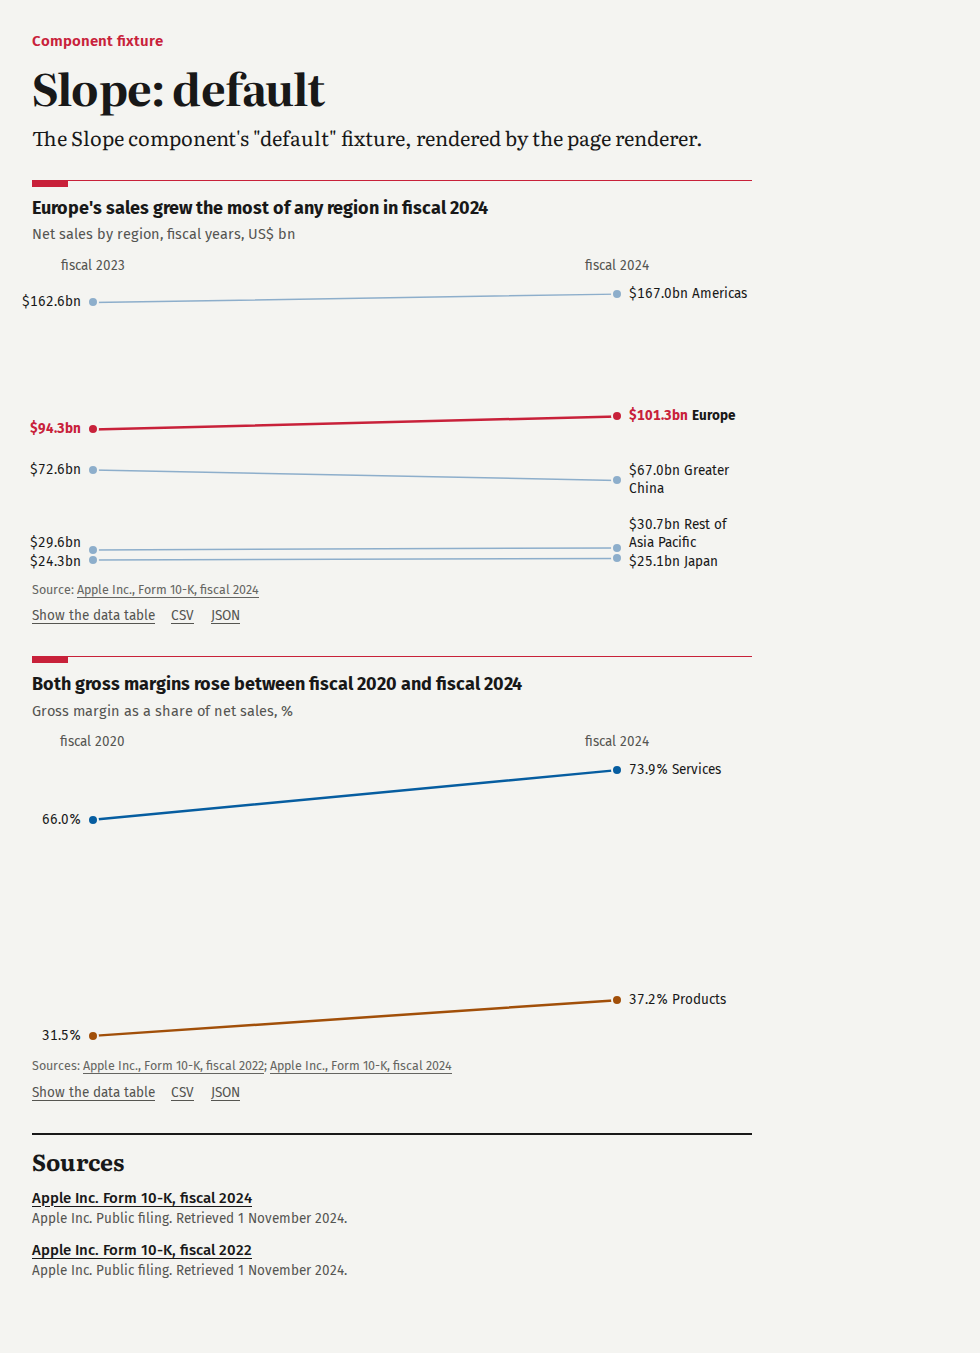 Component fixture
Slope: default
The Slope component's "default" fixture, rendered by the page renderer.
Europe's sales grew the most of any region in fiscal 2024
Net sales by region, fiscal years, US$ bn
fiscal 2023 fiscal 2024
$162.6bn $167.0bn Americas
$94.3bn $101.3bn Europe
$72.6bn $67.0bn Greater
China
$30.7bn Rest of
$29.6bn Asia Pacific
$24.3bn $25.1bn Japan
Source: Apple Inc., Form 10-K, fiscal 2024
Show the data table CSV JSON
Both gross margins rose between fiscal 2020 and fiscal 2024
Gross margin as a share of net sales, %
fiscal 2020 fiscal 2024
73.9% Services
66.0%
37.2% Products
31.5%
Sources: Apple Inc., Form 10-K, fiscal 2022; Apple Inc., Form 10-K, fiscal 2024
Show the data table CSV JSON
Sources
Apple Inc. Form 10-K, fiscal 2024
Apple Inc. Public filing. Retrieved 1 November 2024.
Apple Inc. Form 10-K, fiscal 2022
Apple Inc. Public filing. Retrieved 1 November 2024.